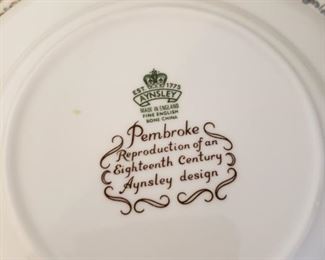 EST 1775
AYNSLEY
MADE IN ENGLAND
FINE ENGLISH
BONE CHINA
Pembroke
Reproduction of an
Eighteenth Century
Aynsley design